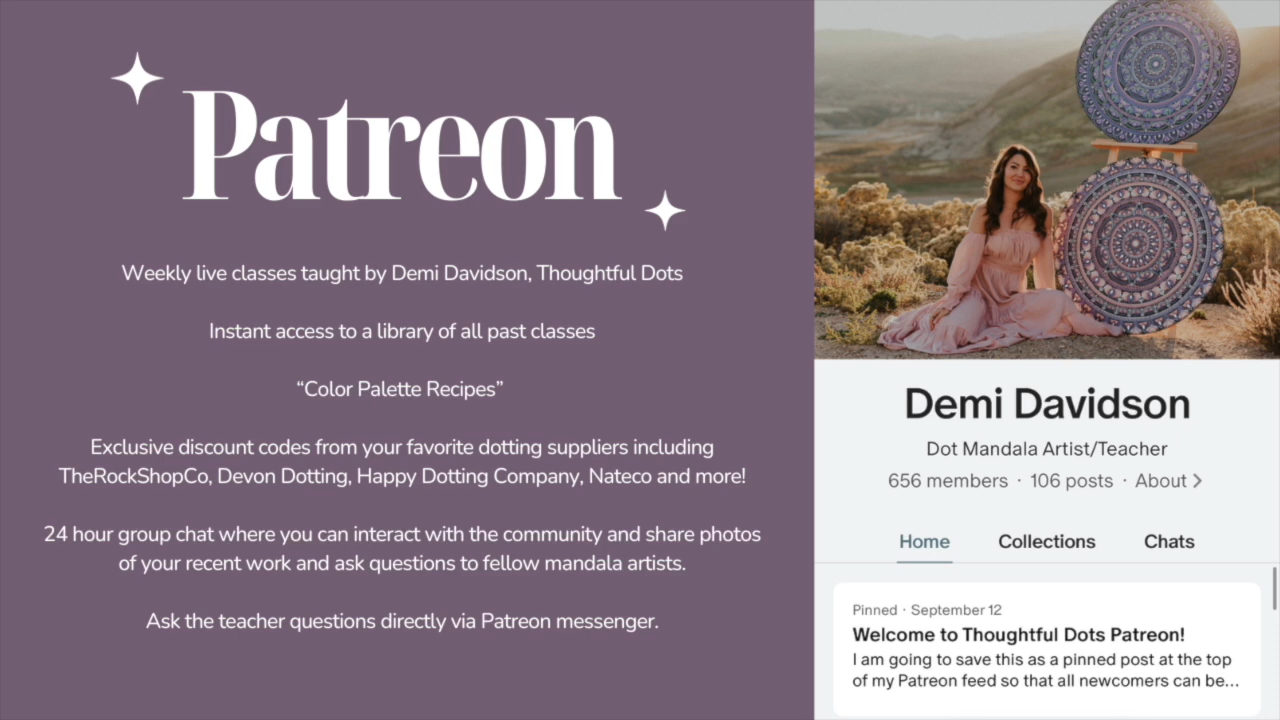 Patreon
Weekly live classes taught by Demi Davidson, Thoughtful Dots
Instant access to a library of all past classes
“Color Palette Recipes”
Exclusive discount codes from your favorite dotting suppliers including
TheRockShopCo, Devon Dotting, Happy Dotting Company, Nateco and more!
24 hour group chat where you can interact with the community and share photos
of your recent work and ask questions to fellow mandala artists.
Ask the teacher questions directly via Patreon messenger.
Demi Davidson
Dot Mandala Artist/Teacher
656 members · 106 posts · About >
Home Collections Chats
Pinned · September 12
Welcome to Thoughtful Dots Patreon!
I am going to save this as a pinned post at the top
of my Patreon feed so that all newcomers can be...